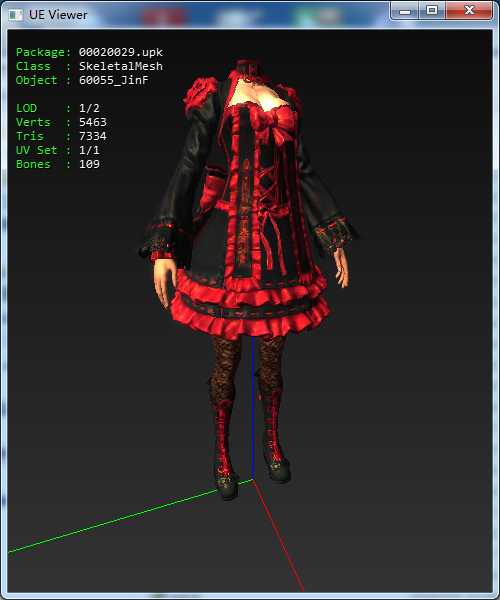 UE Viewer
Package: 00020029.upk
Class : SkeletalMesh
Object : 60055_JinF
LOD : 1/2
Verts : 5463
Tris : 7334
UV Set : 1/1
Bones : 109